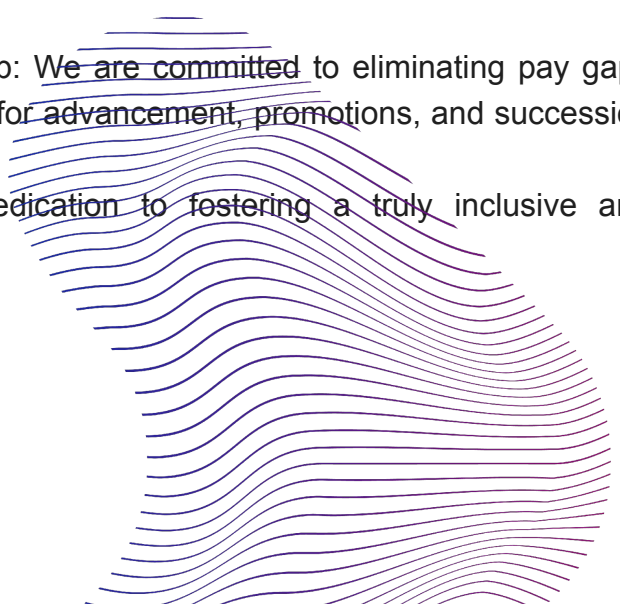 p: We are committed to eliminating pay gap
for advancement, promotions, and successio
edication to fostering a truly inclusive an